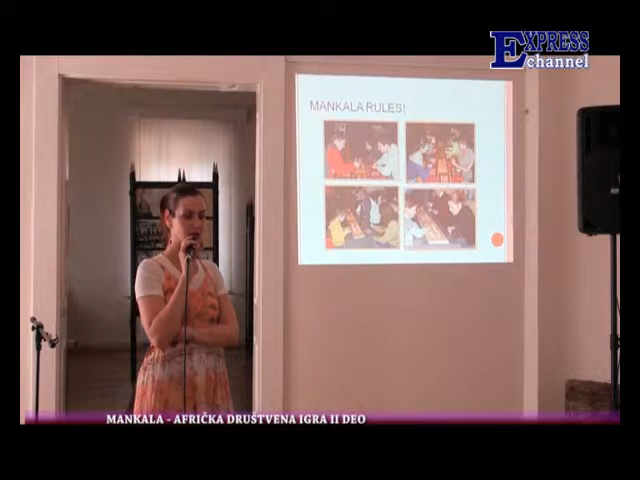 EXPRESS
channel
MANKALA RULES!
MANKALA - AFRIČKA DRUŠTVENA IGRA II DEO